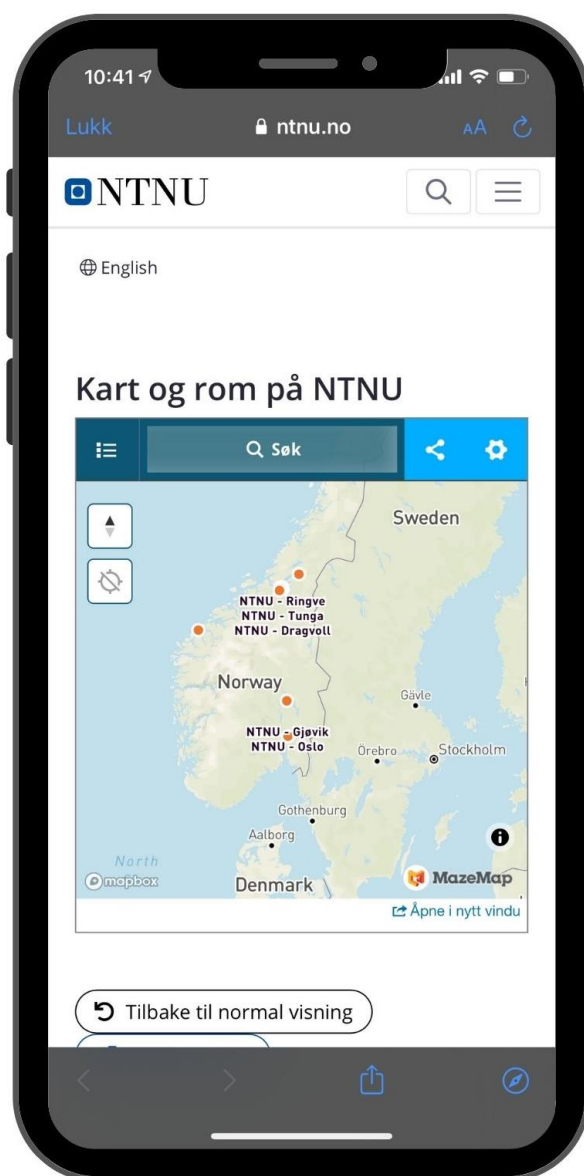 10:41
Lukk
ntnu.no
AA
NTNU
English
Kart og rom på NTNU
Søk
Sweden
NTNU - Ringve
NTNU - Tunga
NTNU - Dragvoll
Norway
Gävle
NTNU - Gjøvik
NTNU - Oslo
Örebro
Stockholm
Gothenburg
Aalborg
North
mapbox
Denmark
MazeMap
Åpne i nytt vindu
Tilbake til normal visning